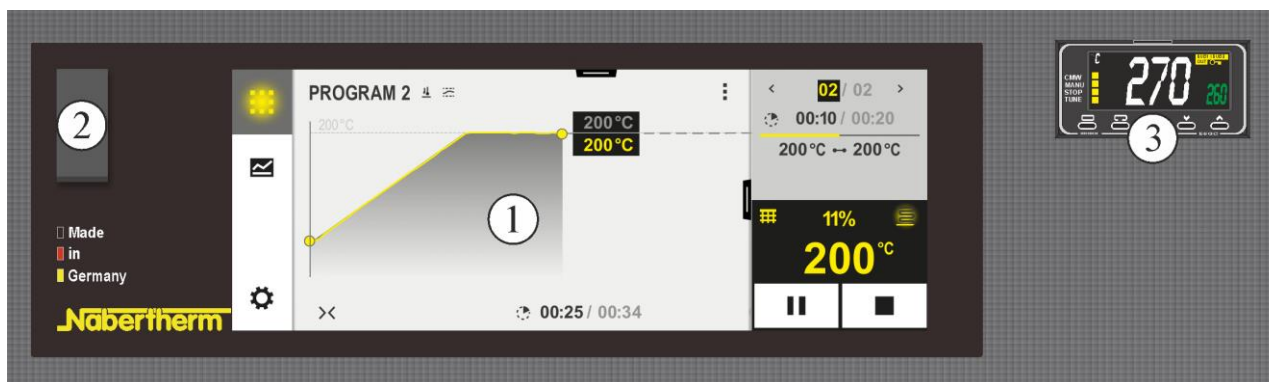 2
Made
in
Germany
Nabertherm
PROGRAM 2
200°C
200°C
200°C
1
00:25 / 00:34
02 / 02
00:10 / 00:20
200°C 200°C
11%
200°C
C
270
260
CMW
MANU
STOP
TUNE
3